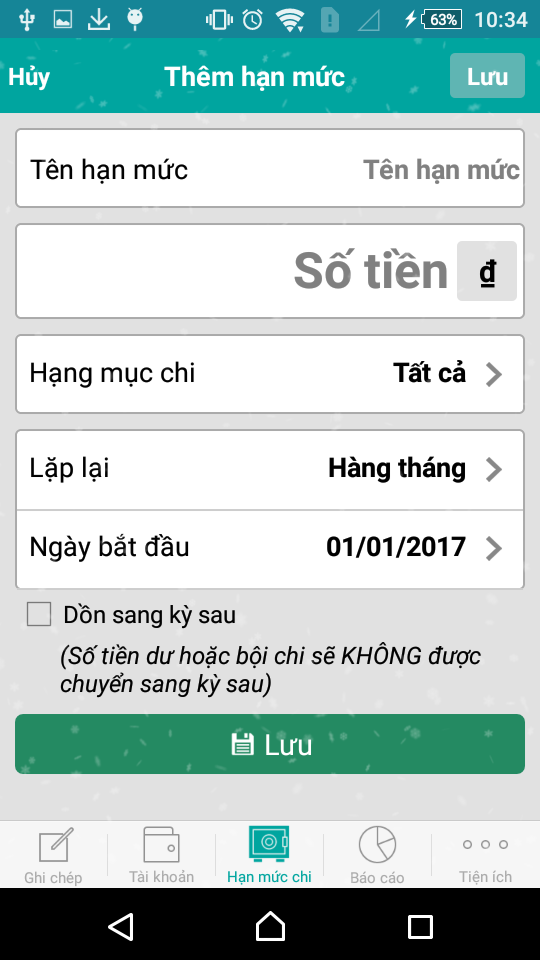 63% 10:34
Hủy Thêm hạn mức Lưu
Tên hạn mức Tên hạn mức
Số tiền ₫
Hạng mục chi Tất cả
Lặp lại Hàng tháng
Ngày bắt đầu 01/01/2017
Dồn sang kỳ sau
(Số tiền dư hoặc bội chi sẽ KHÔNG được
chuyển sang kỳ sau)
Lưu
Ghi chép Tài khoản Hạn mức chi Báo cáo Tiện ích